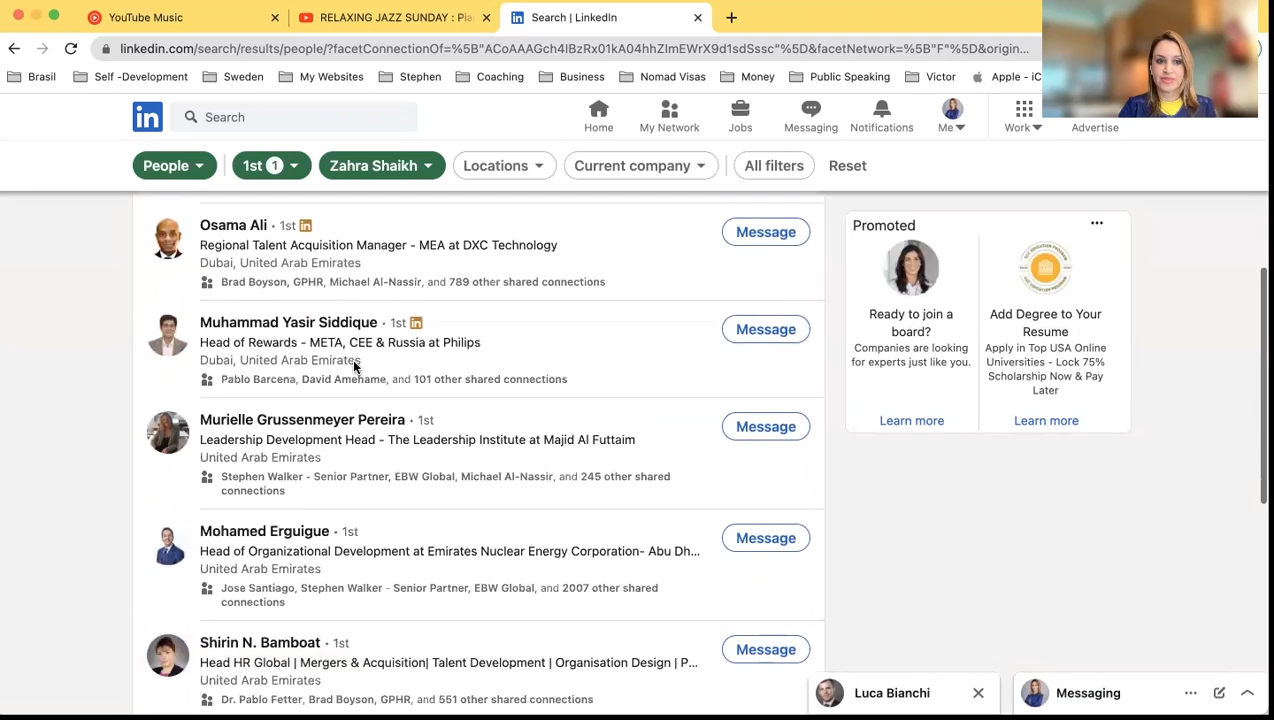 YouTube Music
RELAXING JAZZ SUNDAY : Pia
Search | LinkedIn
linkedin.com/search/results/people/?facetConnectionOf=%5B"ACoAAAGch4IBzRx01kA04hhZImEWrX9d1sdSssc"%5D&facetNetwork=%5B"F"%5D&origin...
Brasil
Self -Development
Sweden
My Websites
Stephen
Coaching
Business
Nomad Visas
Money
Public Speaking
Victor
Apple - iC
in
Search
Home
My Network
Jobs
Messaging
Notifications
Me
Work
Advertise
People
1st 1
Zahra Shaikh
Locations
Current company
All filters
Reset
Osama Ali • 1st
Regional Talent Acquisition Manager - MEA at DXC Technology
Dubai, United Arab Emirates
Brad Boyson, GPHR, Michael Al-Nassir, and 789 other shared connections
Message
Muhammad Yasir Siddique • 1st
Head of Rewards - META, CEE & Russia at Philips
Dubai, United Arab Emirates
Pablo Barcena, David Amehame, and 101 other shared connections
Message
Murielle Grussenmeyer Pereira • 1st
Leadership Development Head - The Leadership Institute at Majid Al Futtaim
United Arab Emirates
Stephen Walker - Senior Partner, EBW Global, Michael Al-Nassir, and 245 other shared
connections
Message
Mohamed Erguigue • 1st
Head of Organizational Development at Emirates Nuclear Energy Corporation- Abu Dh...
United Arab Emirates
Jose Santiago, Stephen Walker - Senior Partner, EBW Global, and 2007 other shared
connections
Message
Shirin N. Bamboat • 1st
Head HR Global | Mergers & Acquisition| Talent Development | Organisation Design | P...
United Arab Emirates
Dr. Pablo Fetter, Brad Boyson, GPHR, and 551 other shared connections
Message
Promoted
Ready to join a
board?
Companies are looking
for experts just like you.
Learn more
Add Degree to Your
Resume
Apply in Top USA Online
Universities - Lock 75%
Scholarship Now & Pay
Later
Learn more
Luca Bianchi
Messaging